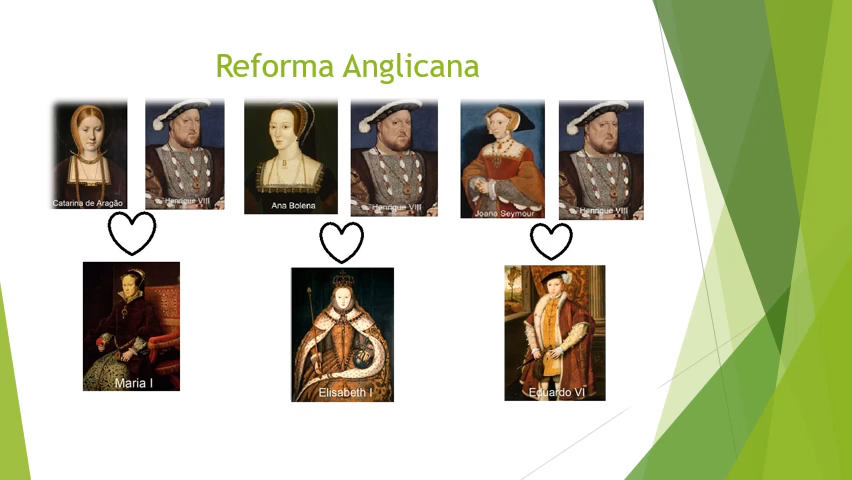 Reforma Anglicana
Catarina de Aragão
Henrique VIII
Ana Bolena
Henrique VIII
Joana Seymour
Henrique VIII
Maria I
Elisabeth I
Eduardo VI